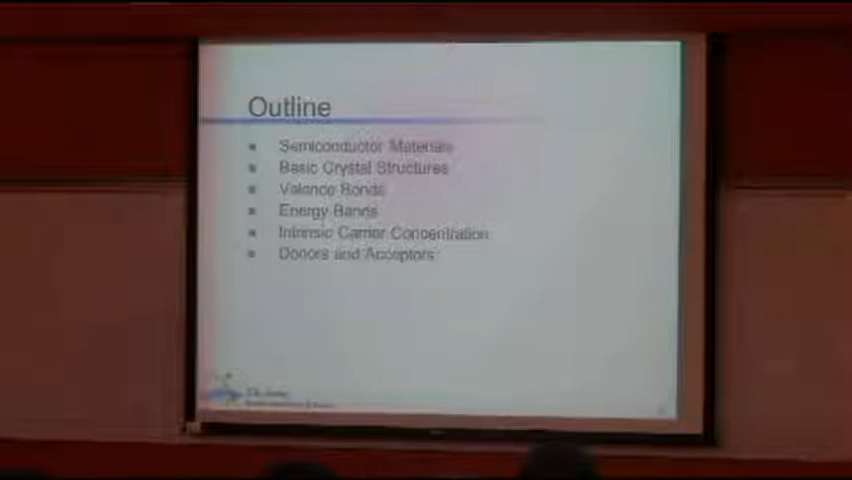 Outline
Semiconductor Materials
Basic Crystal Structures
Valence Bonds
Energy Bands
Intrinsic Carrier Concentration
Donors and Acceptors